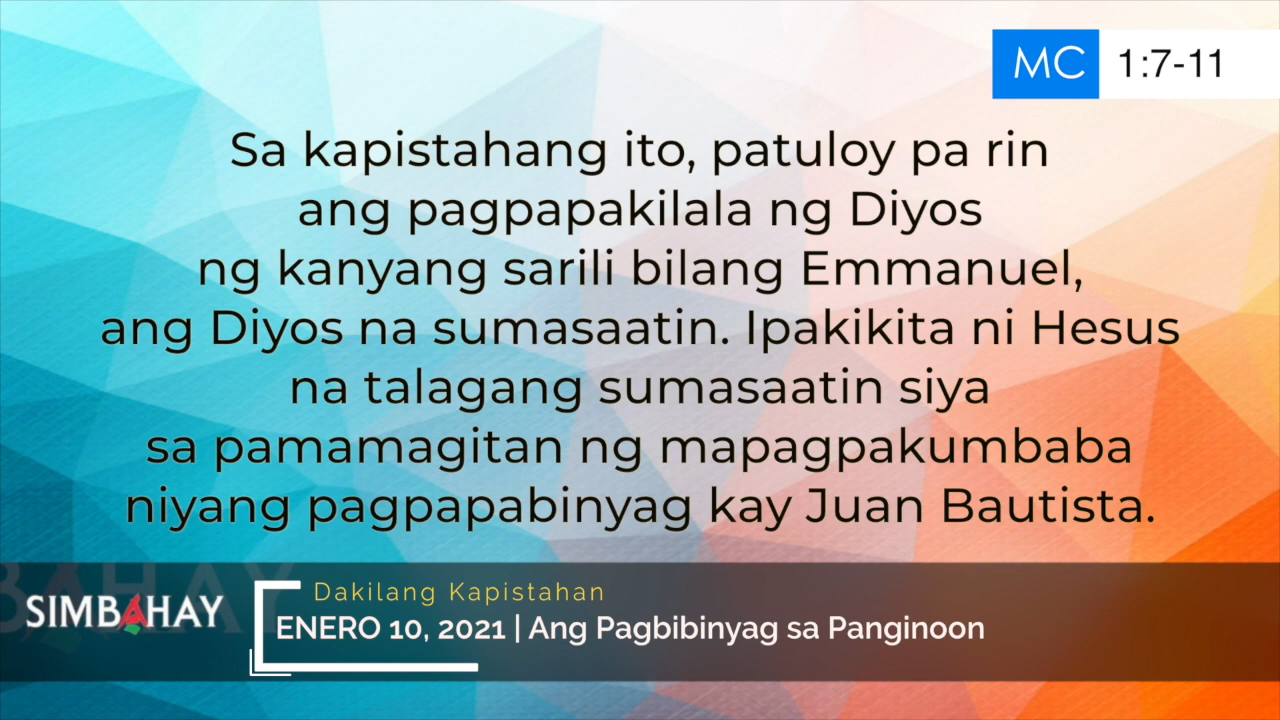 MC 1:7-11
Sa kapistahang ito, patuloy pa rin
ang pagpapakilala ng Diyos
ng kanyang sarili bilang Emmanuel,
ang Diyos na sumasaatin. Ipakikita ni Hesus
na talagang sumasaatin siya
sa pamamagitan ng mapagpakumbaba
niyang pagpapabinyag kay Juan Bautista.
SIMBAHAY
Dakilang Kapistahan
ENERO 10, 2021 | Ang Pagbibinyag sa Panginoon